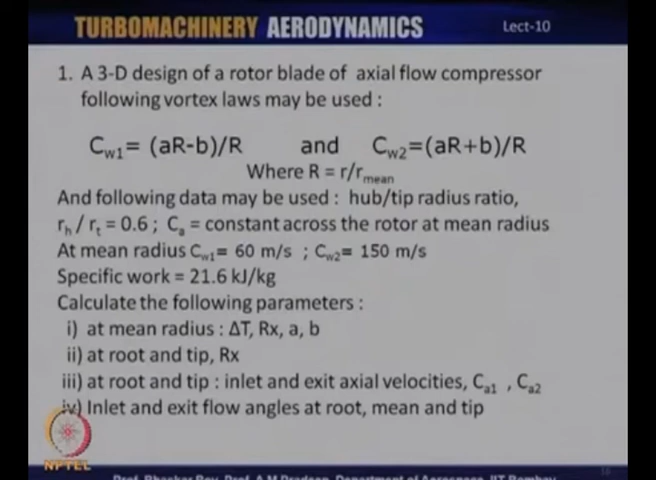 TURBOMACHINERY AERODYNAMICS Lect-10
1. A 3-D design of a rotor blade of axial flow compressor
following vortex laws may be used :
Cw1= (aR-b)/R and Cw2=(aR+b)/R
Where R = r/rmean
And following data may be used : hub/tip radius ratio,
rh / rt = 0.6 ; Ca = constant across the rotor at mean radius
At mean radius Cw1= 60 m/s ; Cw2= 150 m/s
Specific work = 21.6 kJ/kg
Calculate the following parameters :
i) at mean radius : ΔT, Rx, a, b
ii) at root and tip, Rx
iii) at root and tip : inlet and exit axial velocities, Ca1 , Ca2
iv) Inlet and exit flow angles at root, mean and tip
NPTEL